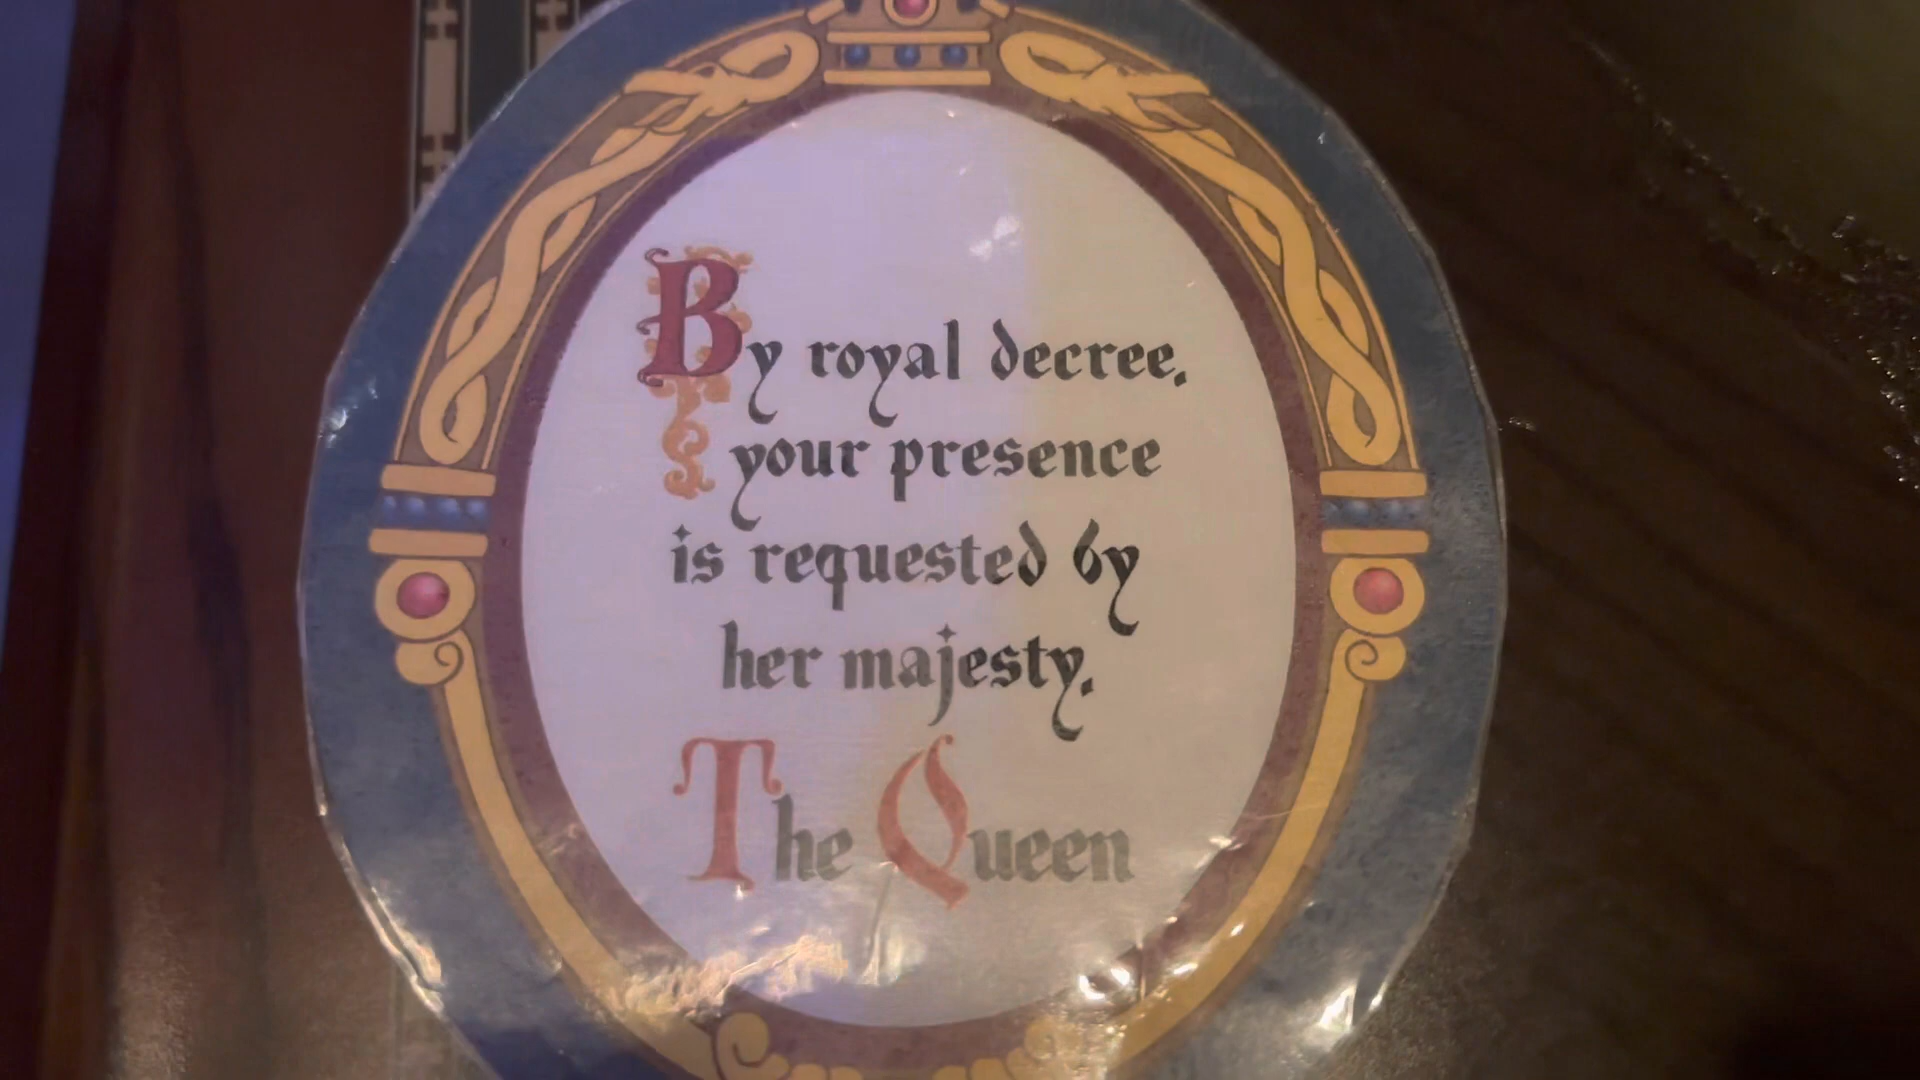 By royal decree,
your presence
is requested by
her majesty,
The Queen